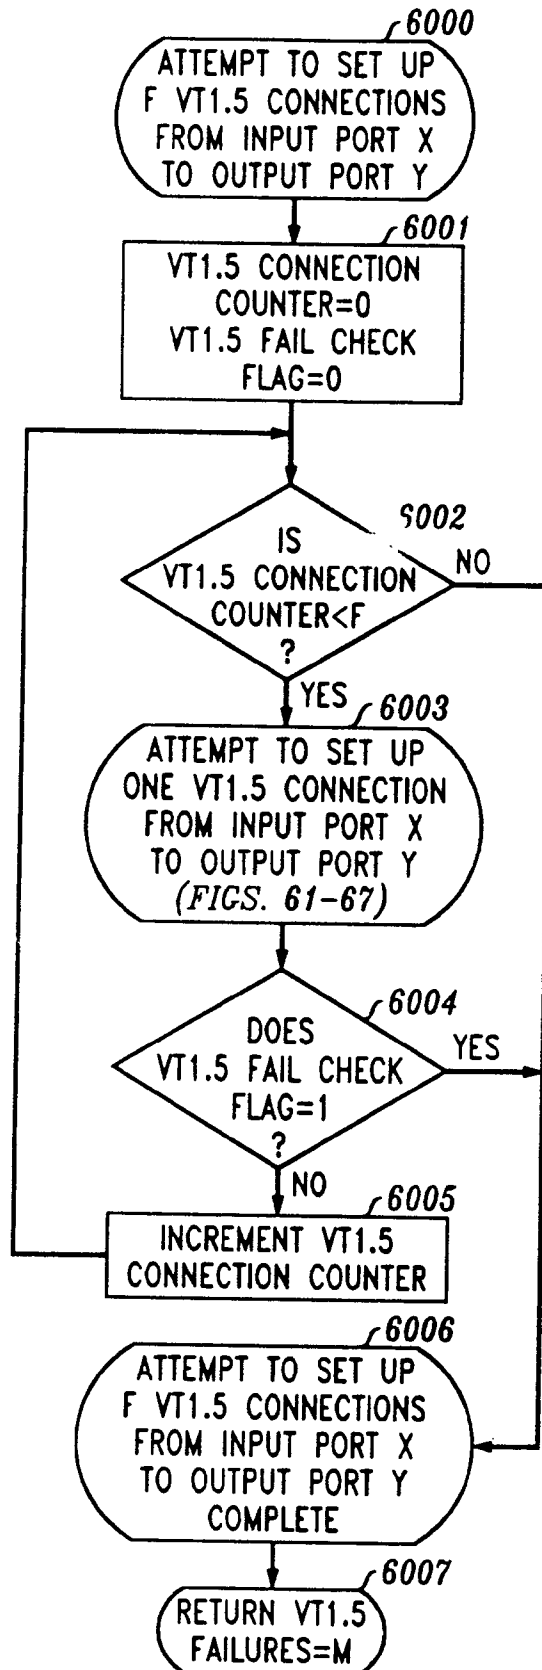 6000
ATTEMPT TO SET UP
F VT1.5 CONNECTIONS
FROM INPUT PORT X
TO OUTPUT PORT Y
6001
VT1.5 CONNECTION
COUNTER=0
VT1.5 FAIL CHECK
FLAG=0
6002
IS
VT1.5 CONNECTION
COUNTER<F
?
NO
YES
6003
ATTEMPT TO SET UP
ONE VT1.5 CONNECTION
FROM INPUT PORT X
TO OUTPUT PORT Y
(FIGS. 61-67)
6004
DOES
VT1.5 FAIL CHECK
FLAG=1
?
YES
NO
6005
INCREMENT VT1.5
CONNECTION COUNTER
6006
ATTEMPT TO SET UP
F VT1.5 CONNECTIONS
FROM INPUT PORT X
TO OUTPUT PORT Y
COMPLETE
6007
RETURN VT1.5
FAILURES=M